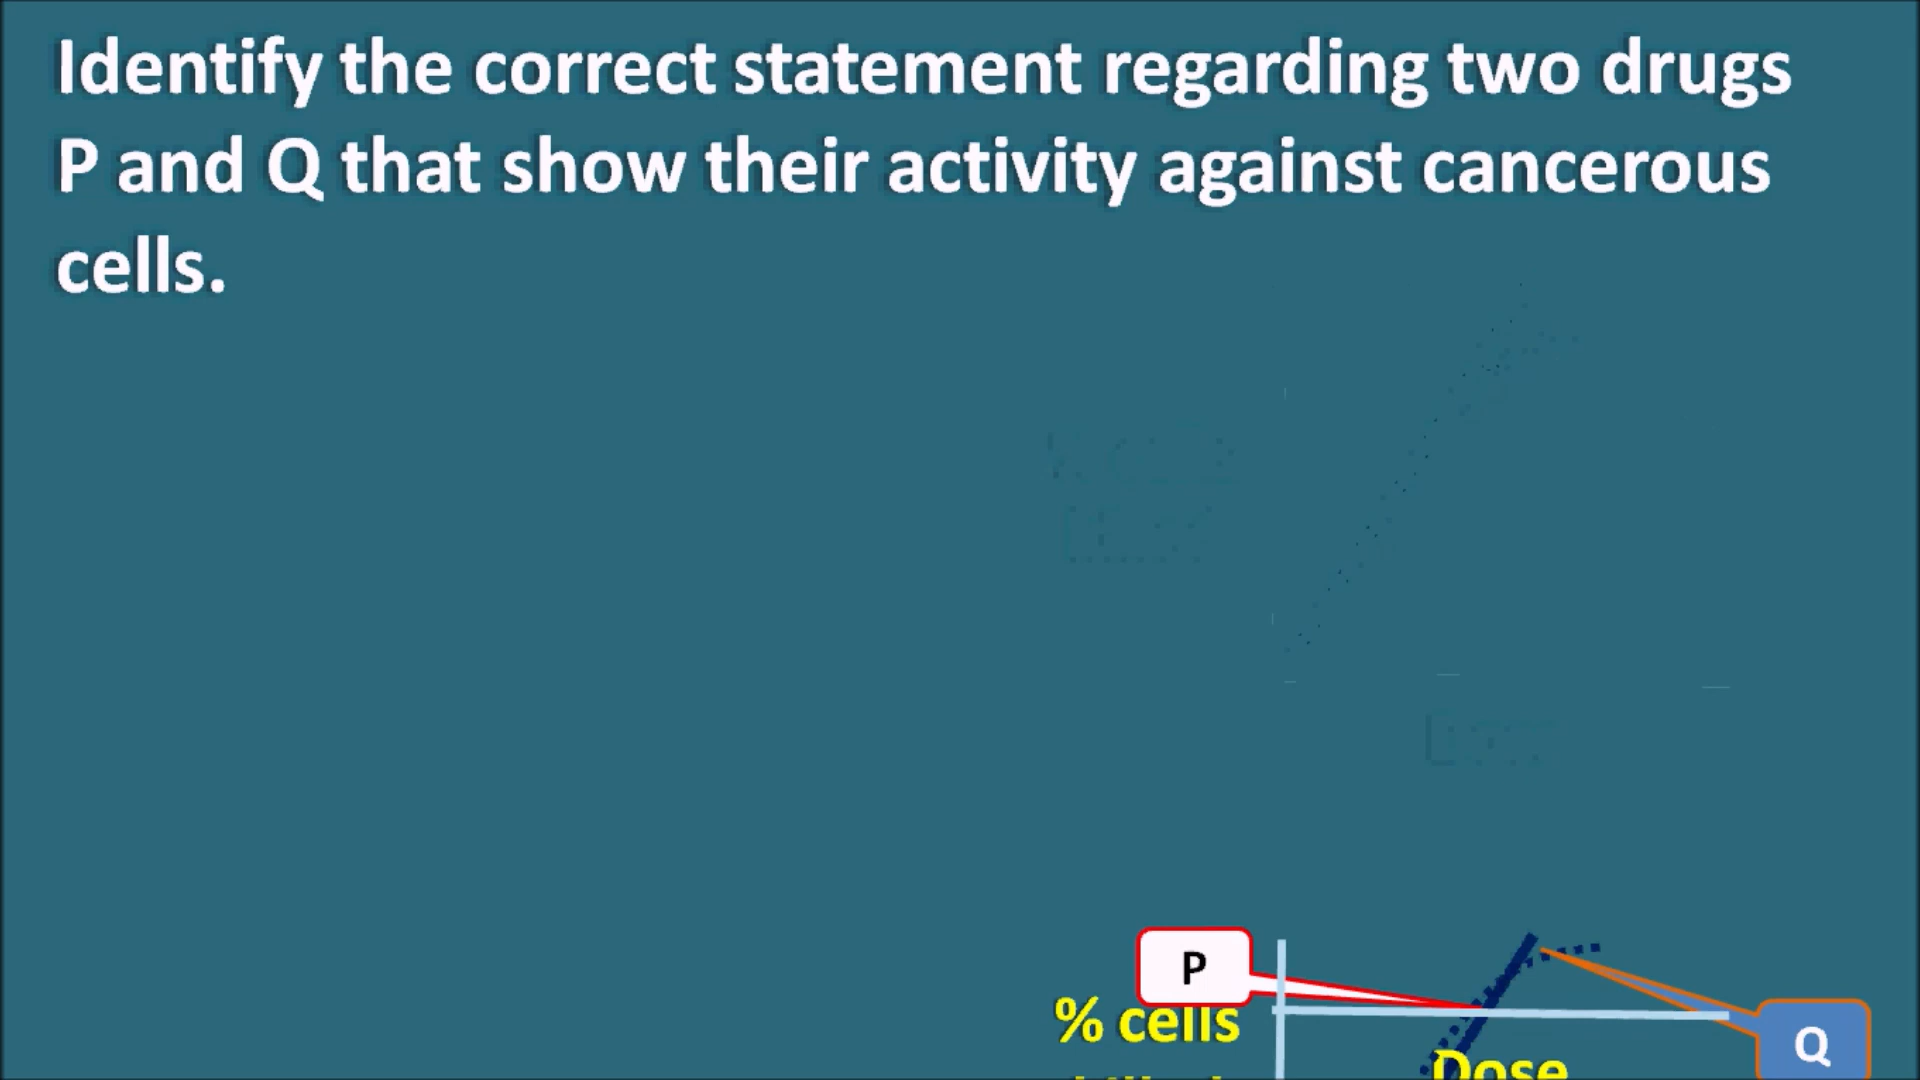 Identify the correct statement regarding two drugs
P and Q that show their activity against cancerous
cells.
P
% cells
Q
Dose